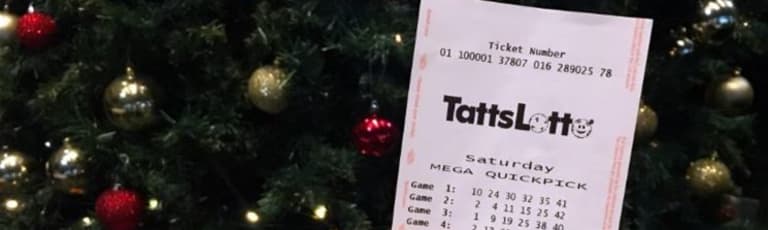 Ticket Number
01 100001 37807 016 289025 78
TattsLotto
Saturday
MEGA QUICKPICK
Game 1: 10 24 30 32 35 41
Game 2: 2 4 11 15 25 42
Game 3: 1 9 19 25 38 40
Game 4: